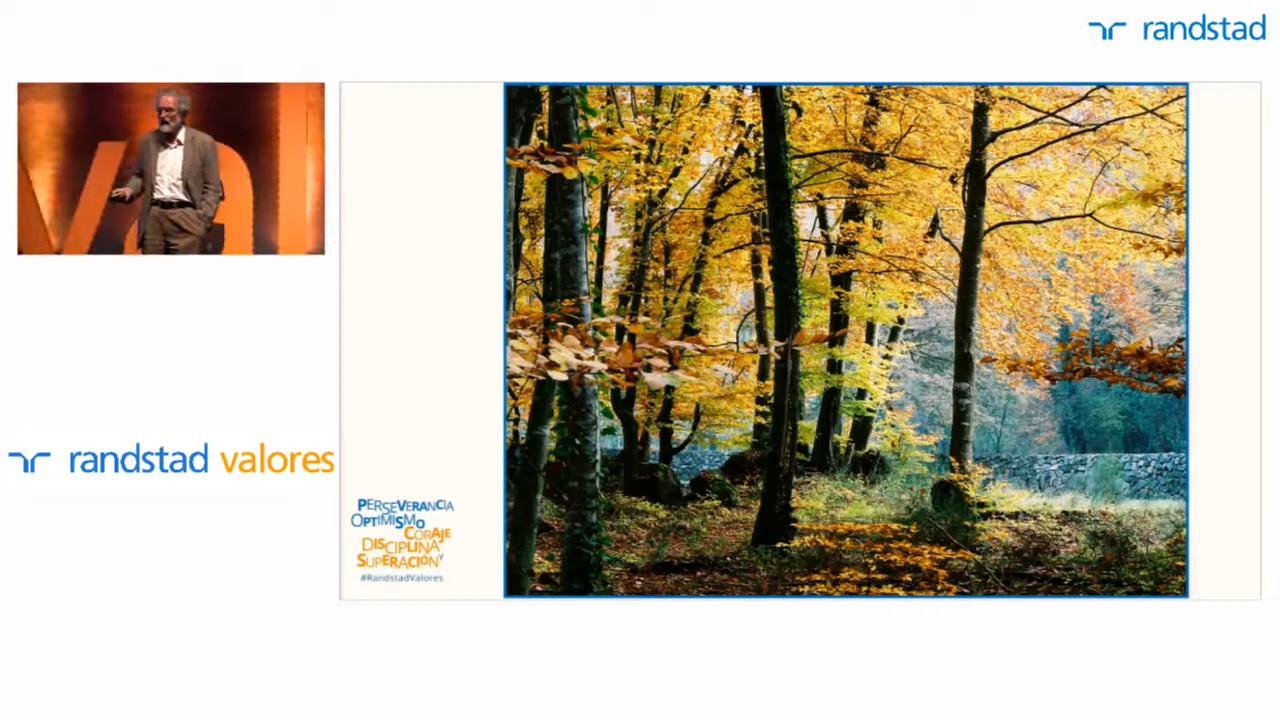 randstad
randstad valores
PERSEVERANCIA
OPTIMISMO
CORAJE
DISCIPLINA Y
SUPERACIÓN
#RandstadValores